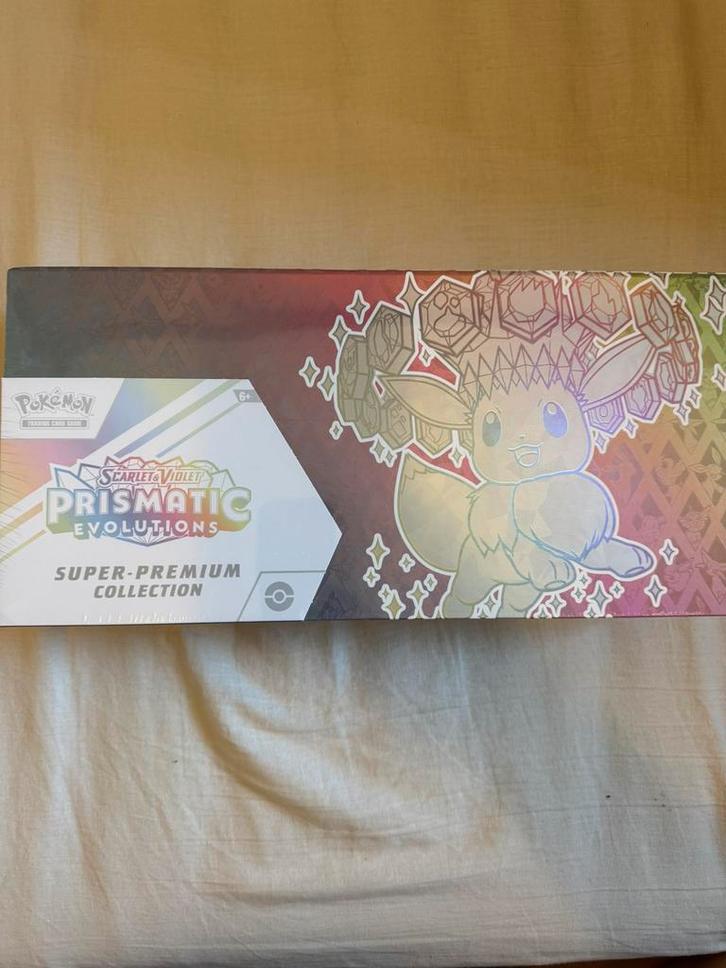 Pokémon
TRADING CARD GAME
6+
SCARLET & VIOLET
PRISMATIC
EVOLUTIONS
SUPER-PREMIUM
COLLECTION